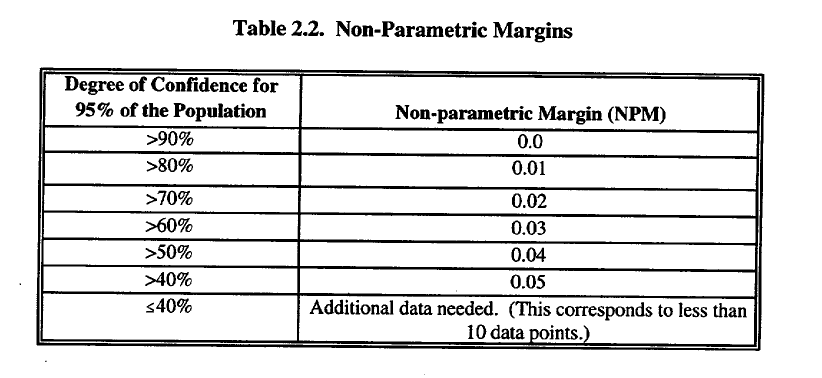 Table 2.2. Non-Parametric Margins
Degree of Confidence for
95% of the Population
Non-parametric Margin (NPM)
>90% 0.0
>80% 0.01
>70% 0.02
>60% 0.03
>50% 0.04
>40% 0.05
≤40% Additional data needed. (This corresponds to less than
10 data points.)